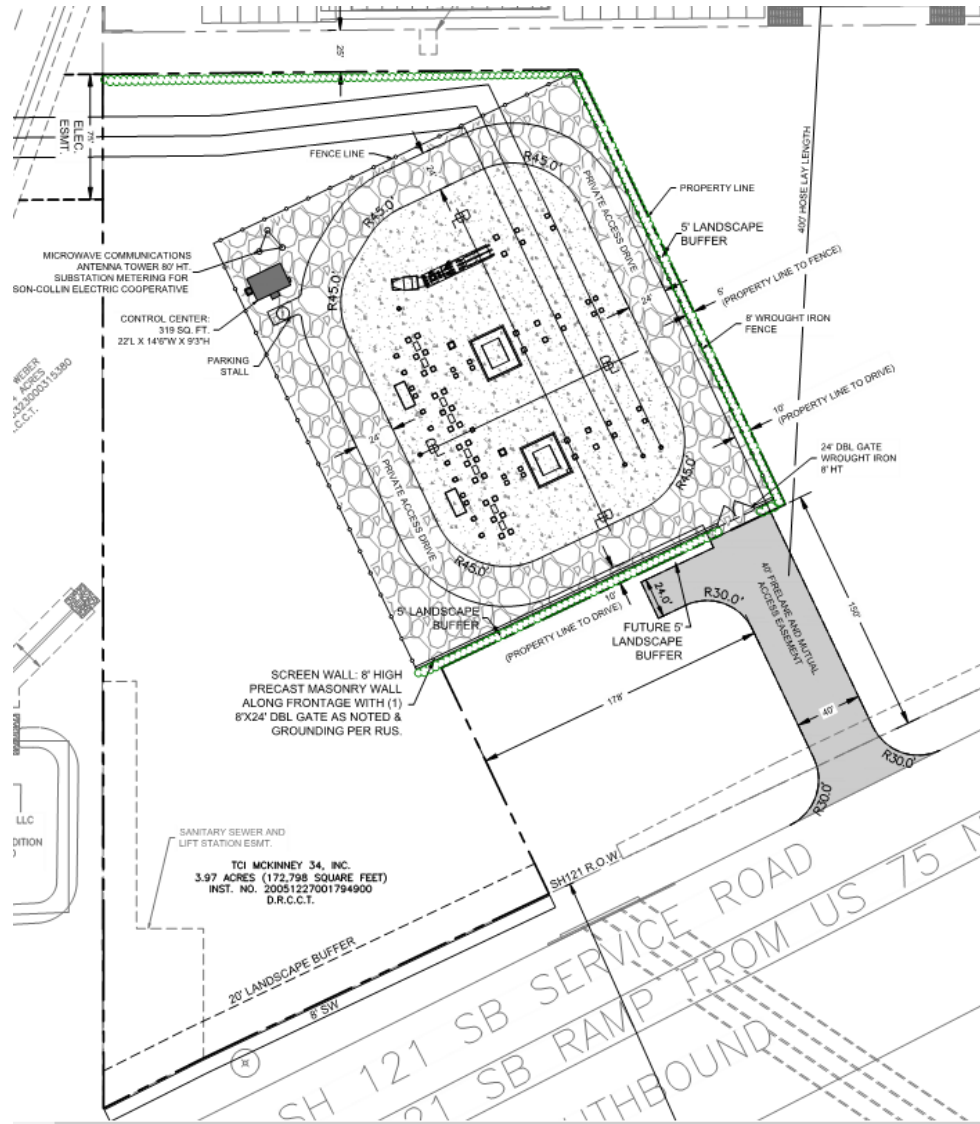 25'
75'
ELEC.
ESMT.
FENCE LINE
24'
R45.0'
R45.0'
R45.0'
PRIVATE ACCESS DRIVE
PROPERTY LINE
5' LANDSCAPE
BUFFER
400' HOSE LAY LENGTH
MICROWAVE COMMUNICATIONS
ANTENNA TOWER 80' HT.
SUBSTATION METERING FOR
SON-COLLIN ELECTRIC COOPERATIVE
5'
(PROPERTY LINE TO FENCE)
24'
8' WROUGHT IRON
FENCE
CONTROL CENTER:
319 SQ. FT.
22'L X 14'6"W X 9'3"H
PARKING
STALL
WEBER
ACRES
C.C.T.
10'
(PROPERTY LINE TO DRIVE)
24'
24' DBL GATE
WROUGHT IRON
8' HT
R45.0'
PRIVATE ACCESS DRIVE
R45.0'
40' FIRELANE AND MUTUAL
ACCESS EASEMENT
150'
24.0'
R30.0'
10'
(PROPERTY LINE TO DRIVE)
5' LANDSCAPE
BUFFER
FUTURE 5'
LANDSCAPE
BUFFER
SCREEN WALL: 8' HIGH
PRECAST MASONRY WALL
ALONG FRONTAGE WITH (1)
8'X24' DBL GATE AS NOTED &
GROUNDING PER RUS.
178'
40'
R30.0'
R30.0'
LLC
DITION
SANITARY SEWER AND
LIFT STATION ESMT.
TCI MCKINNEY 34, INC.
3.97 ACRES (172,798 SQUARE FEET)
INST. NO. 20051227001794900
D.R.C.C.T.
SH121 R.O.W
20' LANDSCAPE BUFFER
8' SW
SH 121 SB SERVICE ROAD
21 SB RAMP FROM US 75 N
THBOUND